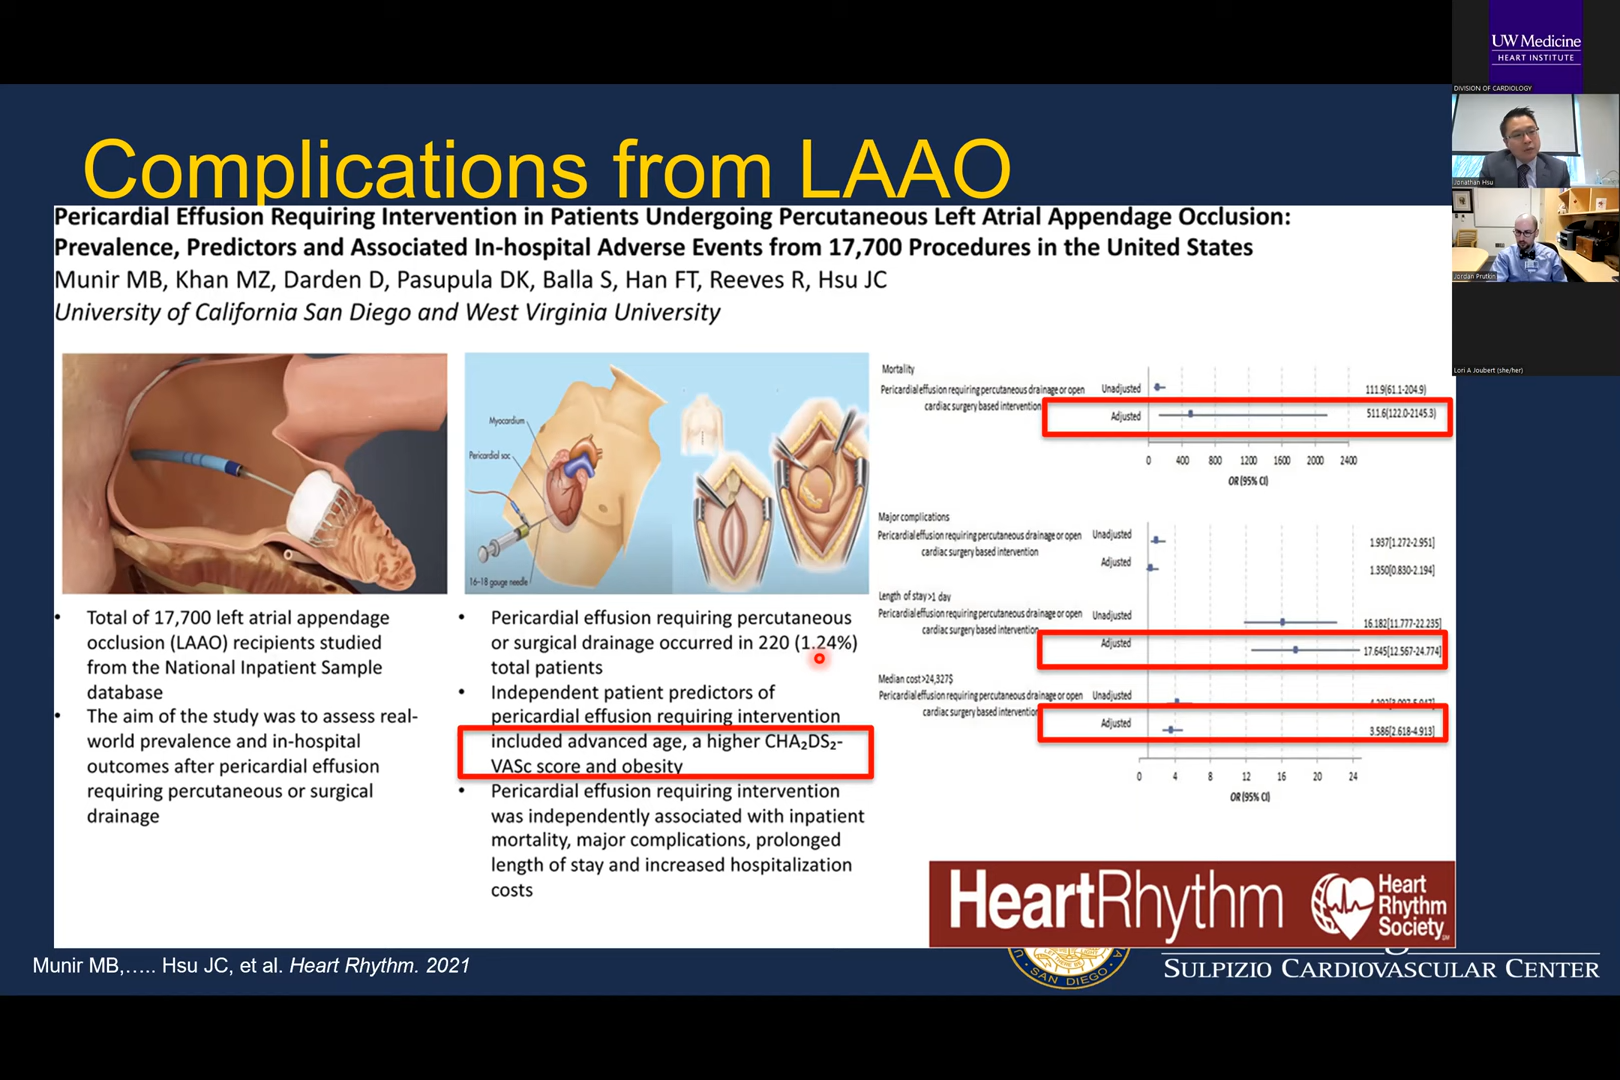 UW Medicine
HEART INSTITUTE
DIVISION OF CARDIOLOGY
Jonathan Hsu
Jordan Prutkin
Lori A Joubert (she/her)
Complications from LAAO
Pericardial Effusion Requiring Intervention in Patients Undergoing Percutaneous Left Atrial Appendage Occlusion:
Prevalence, Predictors and Associated In-hospital Adverse Events from 17,700 Procedures in the United States
Munir MB, Khan MZ, Darden D, Pasupula DK, Balla S, Han FT, Reeves R, Hsu JC
University of California San Diego and West Virginia University
Myocardium
Pericardial sac
16-18 gauge needle
• Total of 17,700 left atrial appendage
occlusion (LAAO) recipients studied
from the National Inpatient Sample
database
• The aim of the study was to assess real-
world prevalence and in-hospital
outcomes after pericardial effusion
requiring percutaneous or surgical
drainage
• Pericardial effusion requiring percutaneous
or surgical drainage occurred in 220 (1.24%)
total patients
• Independent patient predictors of
pericardial effusion requiring intervention
included advanced age, a higher CHA₂DS₂-
VASc score and obesity
• Pericardial effusion requiring intervention
was independently associated with inpatient
mortality, major complications, prolonged
length of stay and increased hospitalization
costs
Mortality
Pericardial effusion requiring percutaneous drainage or open
cardiac surgery based intervention
Unadjusted
111.9(61.1-204.9)
Adjusted
511.6(122.0-2145.3)
0 400 800 1200 1600 2000 2400
OR (95% CI)
Major complications
Pericardial effusion requiring percutaneous drainage or open
cardiac surgery based intervention
Unadjusted
1.937[1.272-2.951]
Adjusted
1.350[0.830-2.194]
Length of stay>1 day
Pericardial effusion requiring percutaneous drainage or open
cardiac surgery based intervention
Unadjusted
16.182[11.777-22.235]
Adjusted
17.645[12.567-24.774]
Median cost>24,327$
Pericardial effusion requiring percutaneous drainage or open
cardiac surgery based intervention
Unadjusted
Adjusted
3.586[2.618-4.913]
0 4 8 12 16 20 24
OR (95% CI)
HeartRhythm
Heart
Rhythm
Society
SAN DIEGO
SULPIZIO CARDIOVASCULAR CENTER
Munir MB,….. Hsu JC, et al. Heart Rhythm. 2021